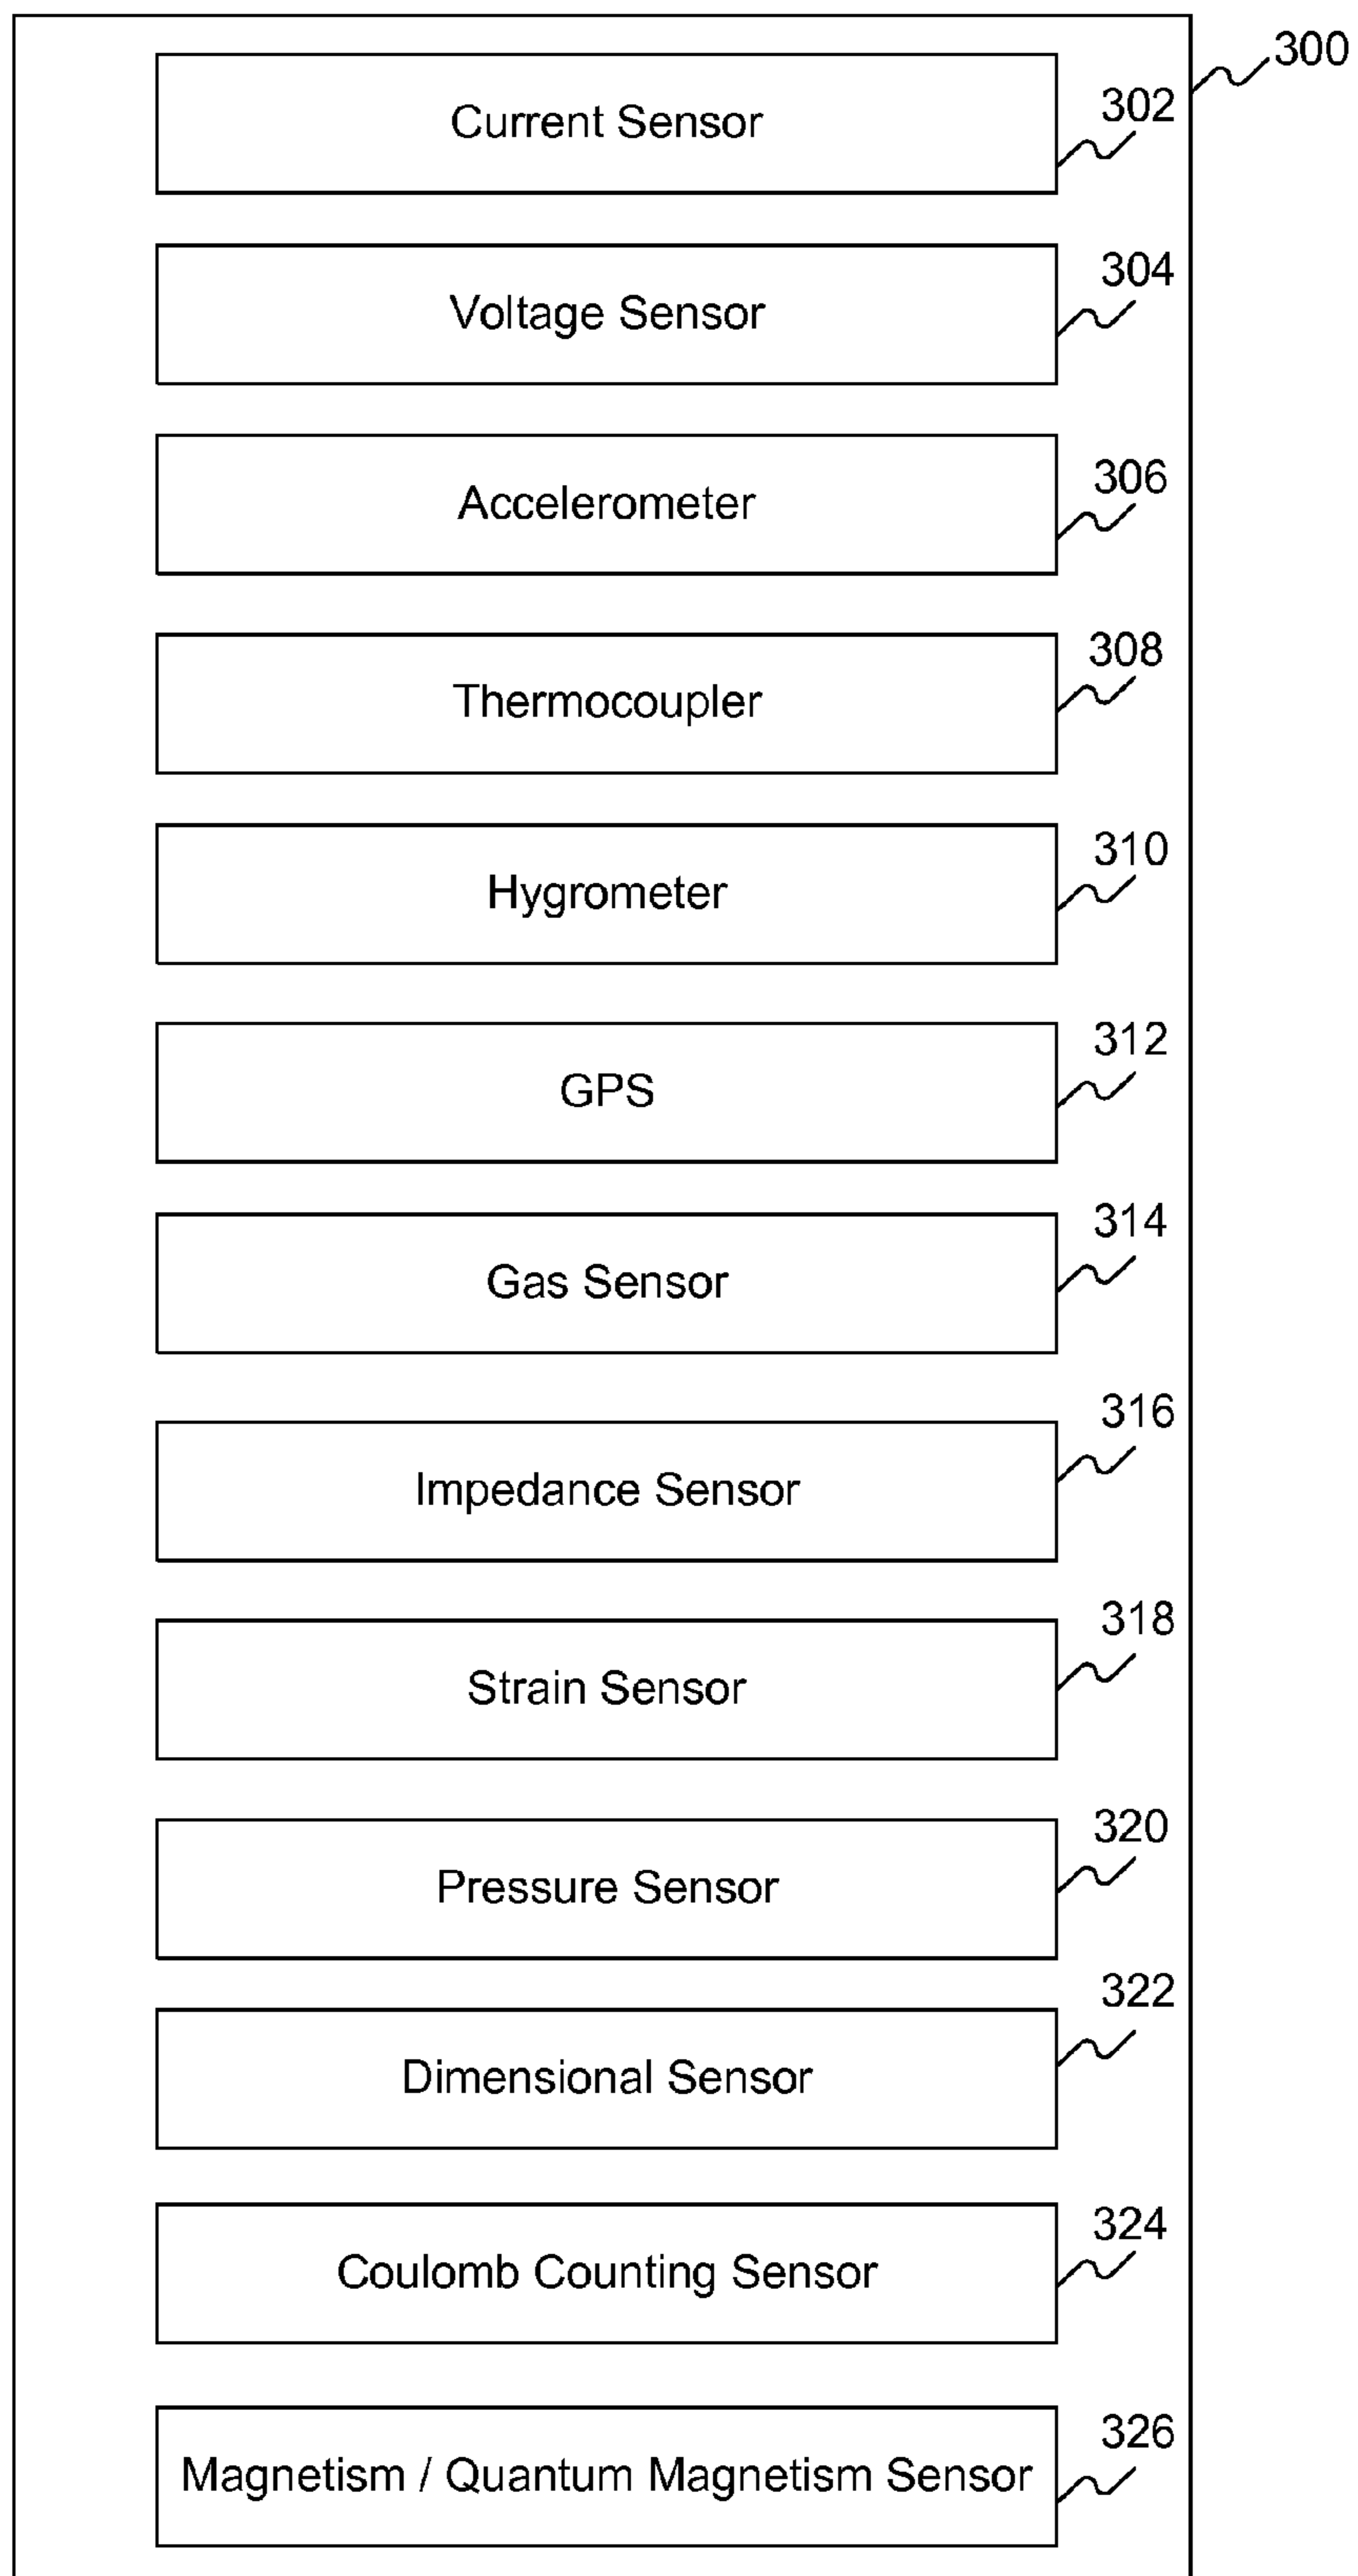 300
Current Sensor
302
Voltage Sensor
304
Accelerometer
306
Thermocoupler
308
Hygrometer
310
GPS
312
Gas Sensor
314
Impedance Sensor
316
Strain Sensor
318
Pressure Sensor
320
Dimensional Sensor
322
Coulomb Counting Sensor
324
Magnetism / Quantum Magnetism Sensor
326